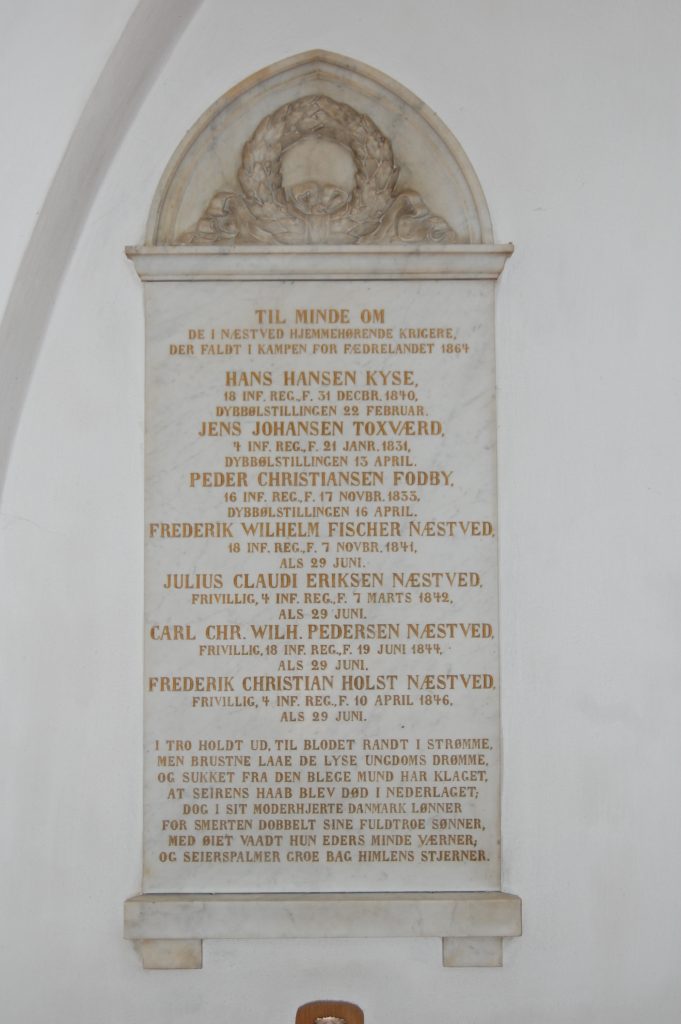 TIL MINDE OM
DE I NÆSTVED HJEMMEHØRENDE KRIGERE,
DER FALDT I KAMPEN FOR FÆDRELANDET 1864
HANS HANSEN KYSE,
18 INF. REG., F. 31 DECBR. 1840,
DYBBØLSTILLINGEN 22 FEBRUAR.
JENS JOHANSEN TOXVÆRD,
4 INF. REG., F. 21 JANR. 1831,
DYBBØLSTILLINGEN 13 APRIL.
PEDER CHRISTIANSEN FODBY,
16 INF. REG., F. 17 NOVBR. 1833,
DYBBØLSTILLINGEN 16 APRIL.
FREDERIK WILHELM FISCHER NÆSTVED,
18 INF. REG., F. 7 NOVBR. 1841,
ALS 29 JUNI.
JULIUS CLAUDI ERIKSEN NÆSTVED,
FRIVILLIG, 4 INF. REG., F. 7 MARTS 1842,
ALS 29 JUNI.
CARL CHR. WILH. PEDERSEN NÆSTVED,
FRIVILLIG, 18 INF. REG., F. 19 JUNI 1844,
ALS 29 JUNI.
FREDERIK CHRISTIAN HOLST NÆSTVED,
FRIVILLIG, 4 INF. REG., F. 10 APRIL 1846,
ALS 29 JUNI.
I TRO HOLDT UD, TIL BLODET RANDT I STRØMME,
MEN BRUSTNE LAAE DE LYSE UNGDOMS DRØMME,
OG SUKKET FRA DEN BLEGE MUND HAR KLAGET,
AT SEIRENS HAAB BLEV DØD I NEDERLAGET;
DOG I SIT MODERHJERTE DANMARK LØNNER
FOR SMERTEN DOBBELT SINE FULDTROE SØNNER,
MED ØIET VAADT HUN EDERS MINDE VÆRNER;
OG SEIERSPALMER GROE BAG HIMLENS STJERNER.